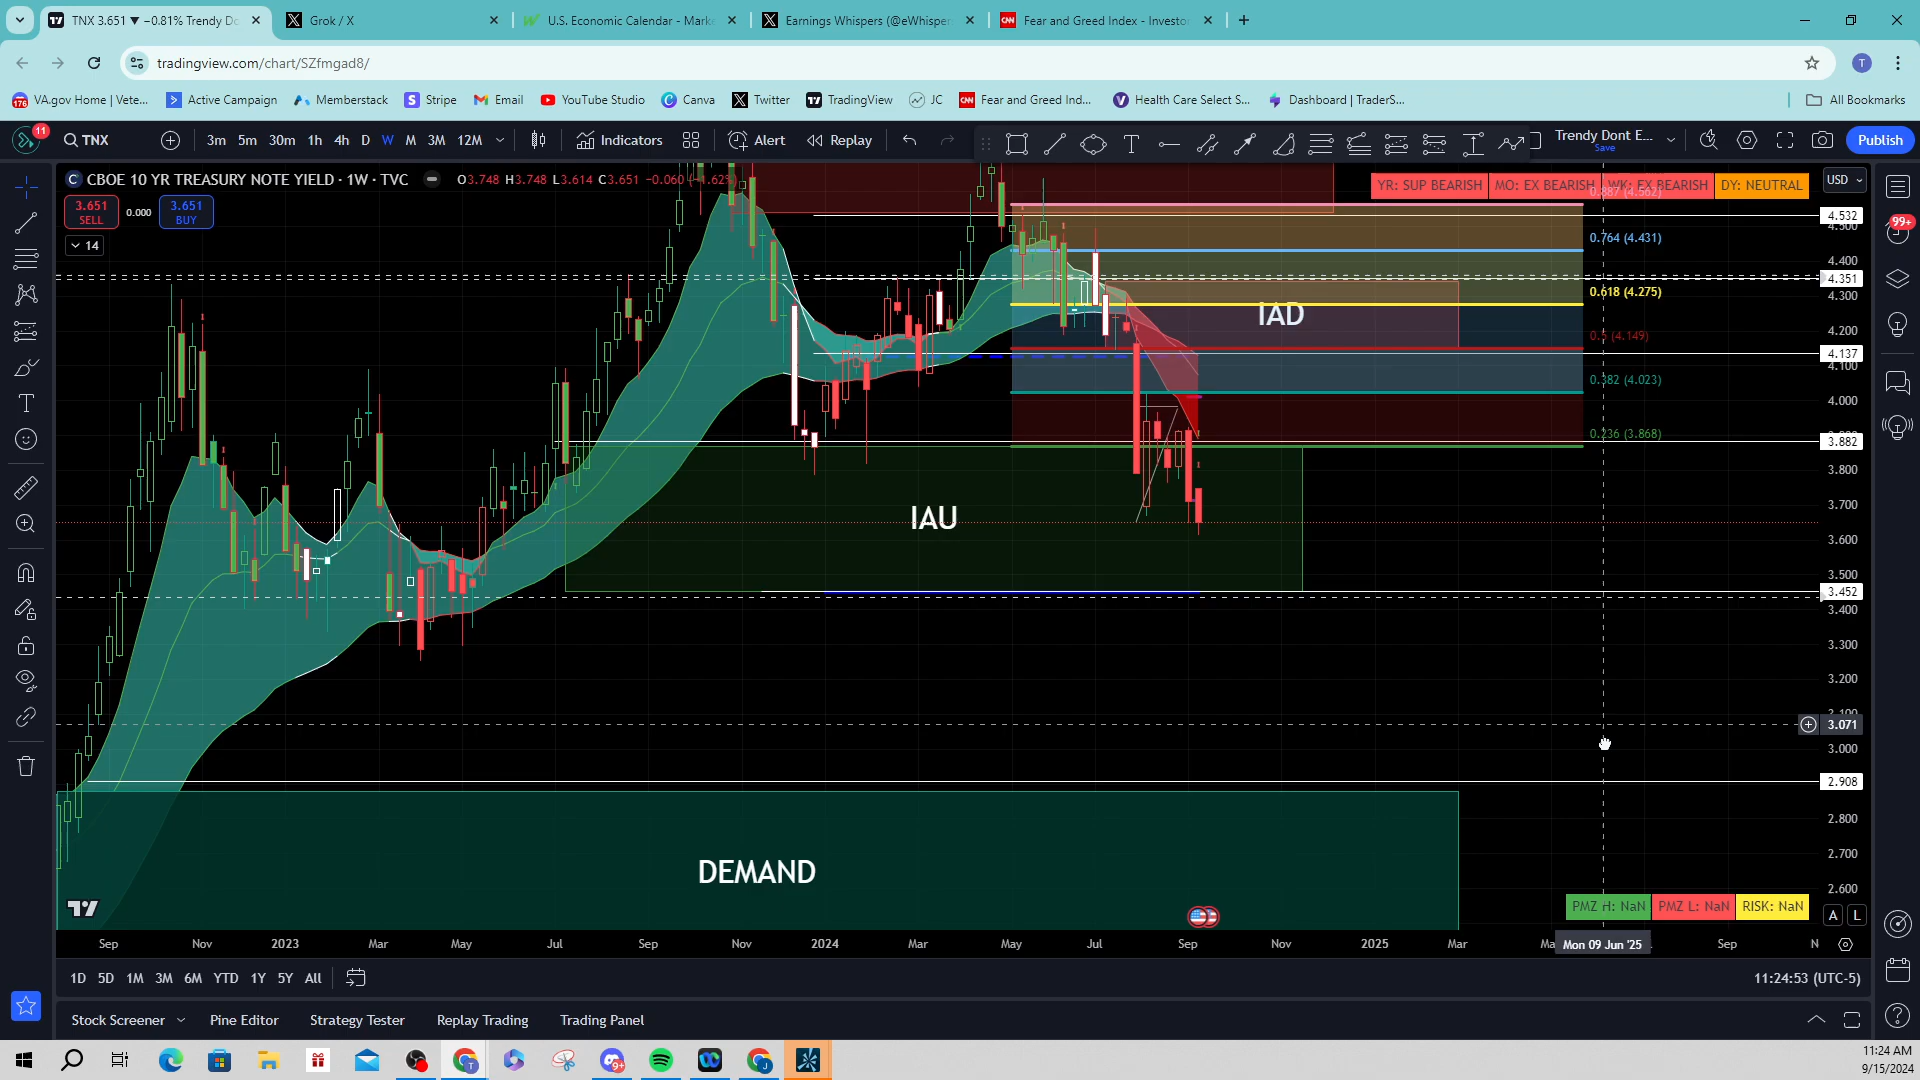 TNX 3.651 ▼ −0.81% Trendy Do
Grok / X
U.S. Economic Calendar - Marke
Earnings Whispers (@eWhisper
Fear and Greed Index - Investo
tradingview.com/chart/SZfmgad8/
T
176
VA.gov Home | Vete...
Active Campaign
Memberstack
Stripe
Email
YouTube Studio
Canva
Twitter
TradingView
JC
Fear and Greed Ind...
Health Care Select S...
Dashboard | TraderS...
All Bookmarks
11
TNX
3m 5m 30m 1h 4h D W M 3M 12M
Indicators
Alert
Replay
Trendy Dont E...
Save
Publish
CBOE 10 YR TREASURY NOTE YIELD · 1W · TVC
O3.748 H3.748 L3.614 C3.651 −0.060 (−1.62%)
YR: SUP BEARISH
MO: EX BEARISH
WK: EX BEARISH
DY: NEUTRAL
USD
3.651
SELL
0.000
3.651
BUY
14
99+
0.887 (4.562)
0.764 (4.431)
0.618 (4.275)
0.5 (4.149)
0.382 (4.023)
0.236 (3.868)
IAD
IAU
DEMAND
4.532
4.500
4.400
4.351
4.300
4.200
4.137
4.100
4.000
3.882
3.800
3.700
3.600
3.500
3.452
3.400
3.300
3.200
3.100
3.071
3.000
2.908
2.800
2.700
2.600
PMZ H: NaN
PMZ L: NaN
RISK: NaN
A L
Sep Nov 2023 Mar May Jul Sep Nov 2024 Mar May Jul Sep Nov 2025 Mar Ma
Mon 09 Jun '25
Sep N
1D 5D 1M 3M 6M YTD 1Y 5Y All
11:24:53 (UTC-5)
Stock Screener
Pine Editor
Strategy Tester
Replay Trading
Trading Panel
11:24 AM
9/15/2024